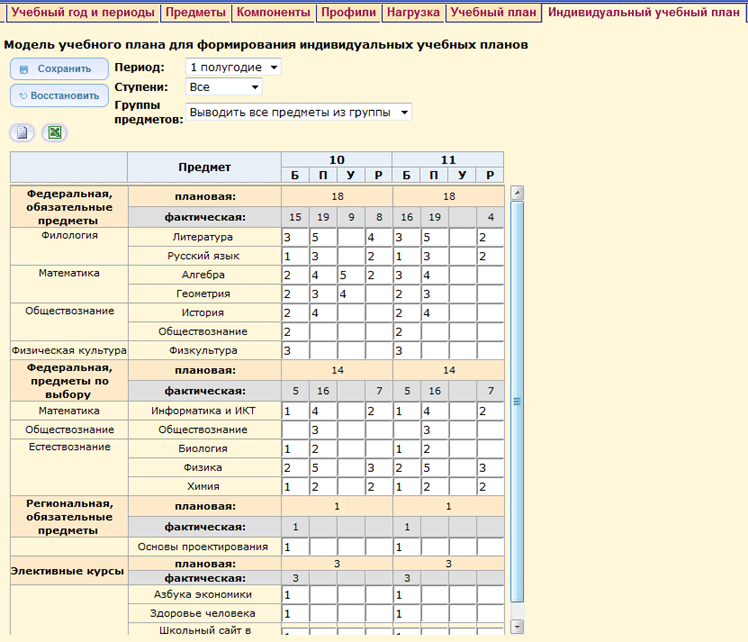 Учебный год и периоды Предметы Компоненты Профили Нагрузка Учебный план Индивидуальный учебный план
Модель учебного плана для формирования индивидуальных учебных планов
Сохранить Период: 1 полугодие
Восстановить Ступени: Все
Группы предметов: Выводить все предметы из группы
Предмет 10 11
Б П У Р Б П У Р
Федеральная, обязательные предметы плановая: 18 18
фактическая: 15 19 9 8 16 19 4
Филология Литература 3 5 4 3 5 2
Русский язык 1 3 2 1 3 2
Математика Алгебра 2 4 5 2 3 4
Геометрия 2 3 4 2 3
Обществознание История 2 4 2 4
Обществознание 2 2
Физическая культура Физкультура 3 3
Федеральная, предметы по выбору плановая: 14 14
фактическая: 5 16 7 5 16 7
Математика Информатика и ИКТ 1 4 2 1 4 2
Обществознание Обществознание 3 3
Естествознание Биология 1 2 1 2
Физика 2 5 3 2 5 3
Химия 1 2 2 1 2 2
Региональная, обязательные предметы плановая: 1 1
фактическая: 1 1
Основы проектирования 1 1
Элективные курсы плановая: 3 3
фактическая: 3 3
Азбука экономики 1 1
Здоровье человека 1 1
Школьный сайт в 1 1